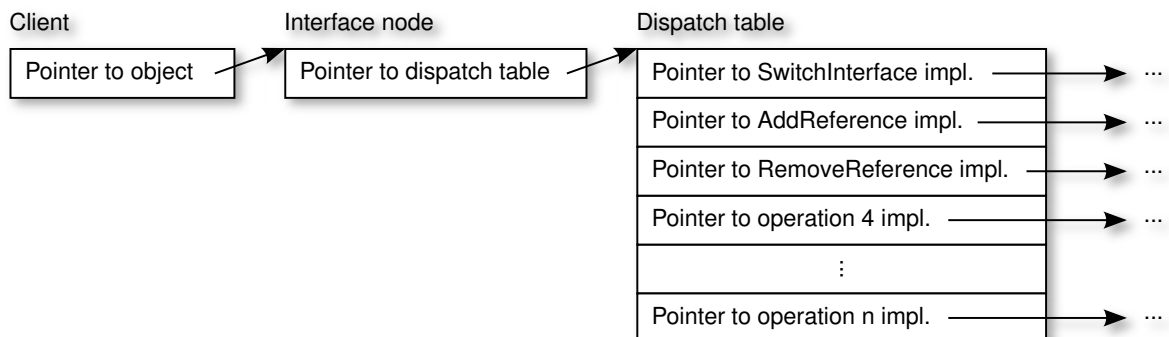 Client
Interface node
Dispatch table
Pointer to object
Pointer to dispatch table
Pointer to SwitchInterface impl.
...
Pointer to AddReference impl.
...
Pointer to RemoveReference impl.
...
Pointer to operation 4 impl.
...
⋮
Pointer to operation n impl.
...